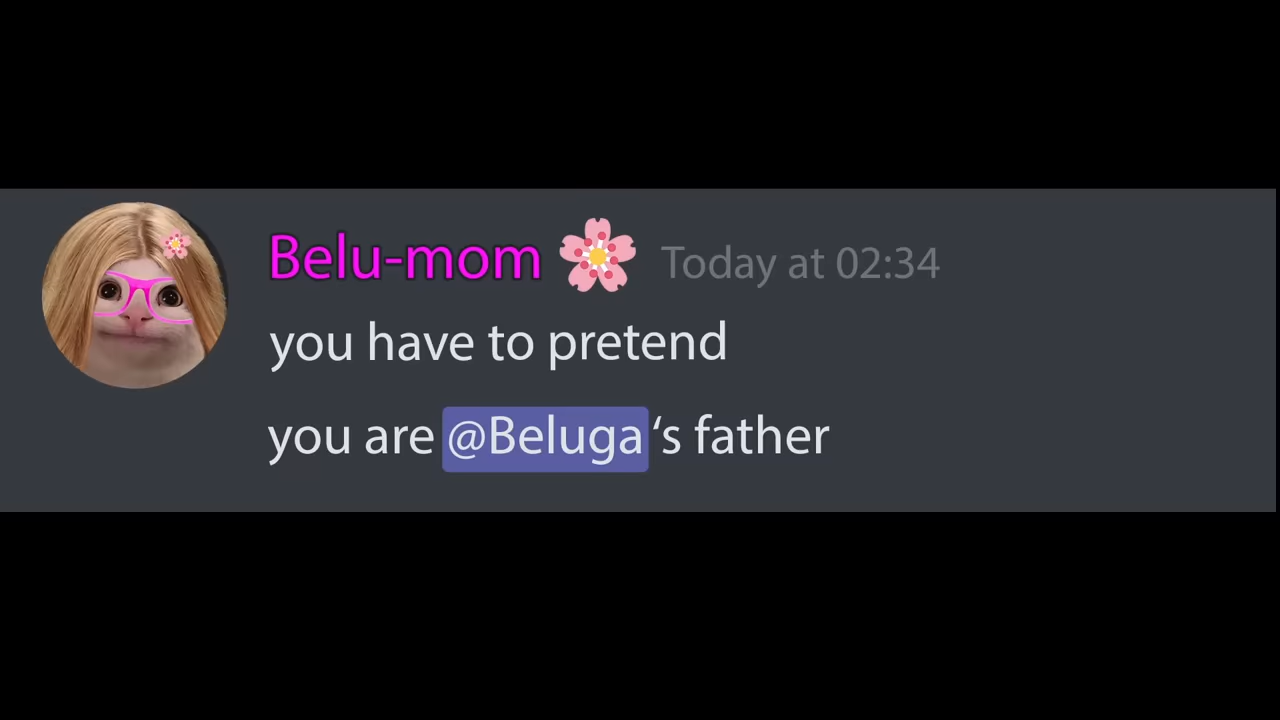 Belu-mom 🌸 Today at 02:34
you have to pretend
you are @Beluga ‘s father